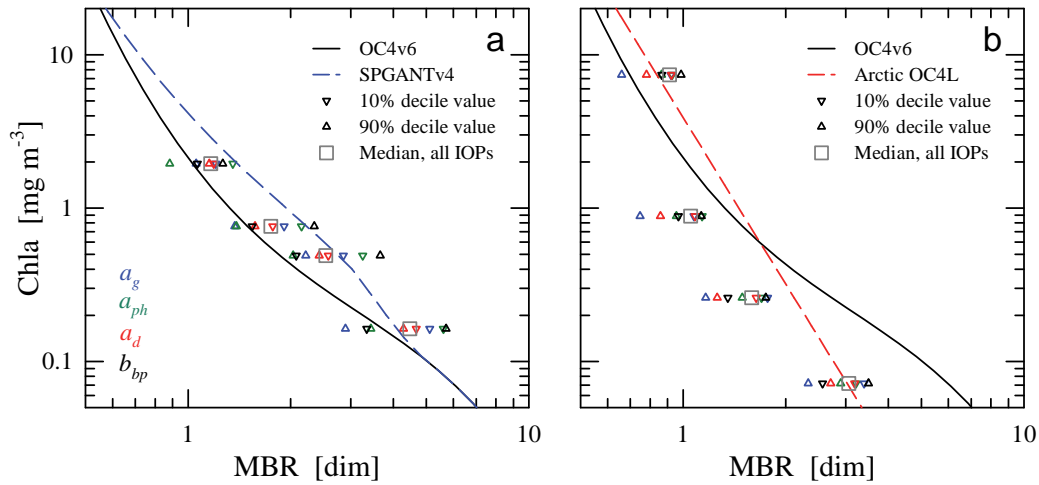 a
OC4v6
SPGANTv4
10% decile value
90% decile value
Median, all IOPs
10
1
0.1
Chla [mg m⁻³]
a_g
a_ph
a_d
b_bp
1
10
MBR [dim]
b
OC4v6
Arctic OC4L
10% decile value
90% decile value
Median, all IOPs
1
10
MBR [dim]